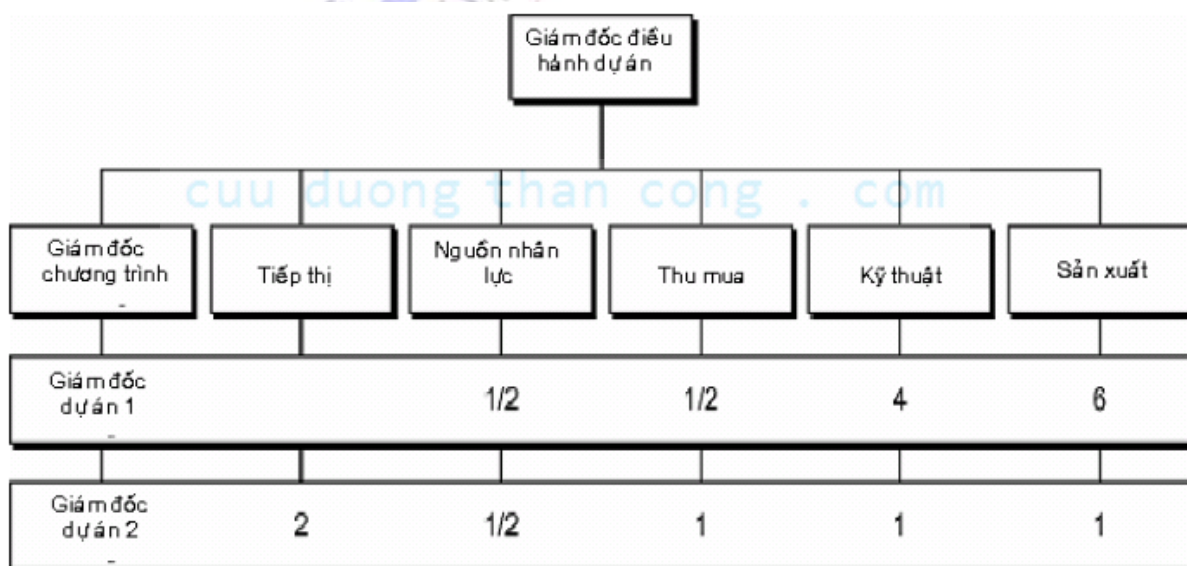 Giám đốc điều
hành dự án
cuu duong than cong . com
Giám đốc
chương trình
Tiếp thị
Nguồn nhân
lực
Thu mua
Kỹ thuật
Sản xuất
Giám đốc
dự án 1
1/2
1/2
4
6
Giám đốc
dự án 2
2
1/2
1
1
1